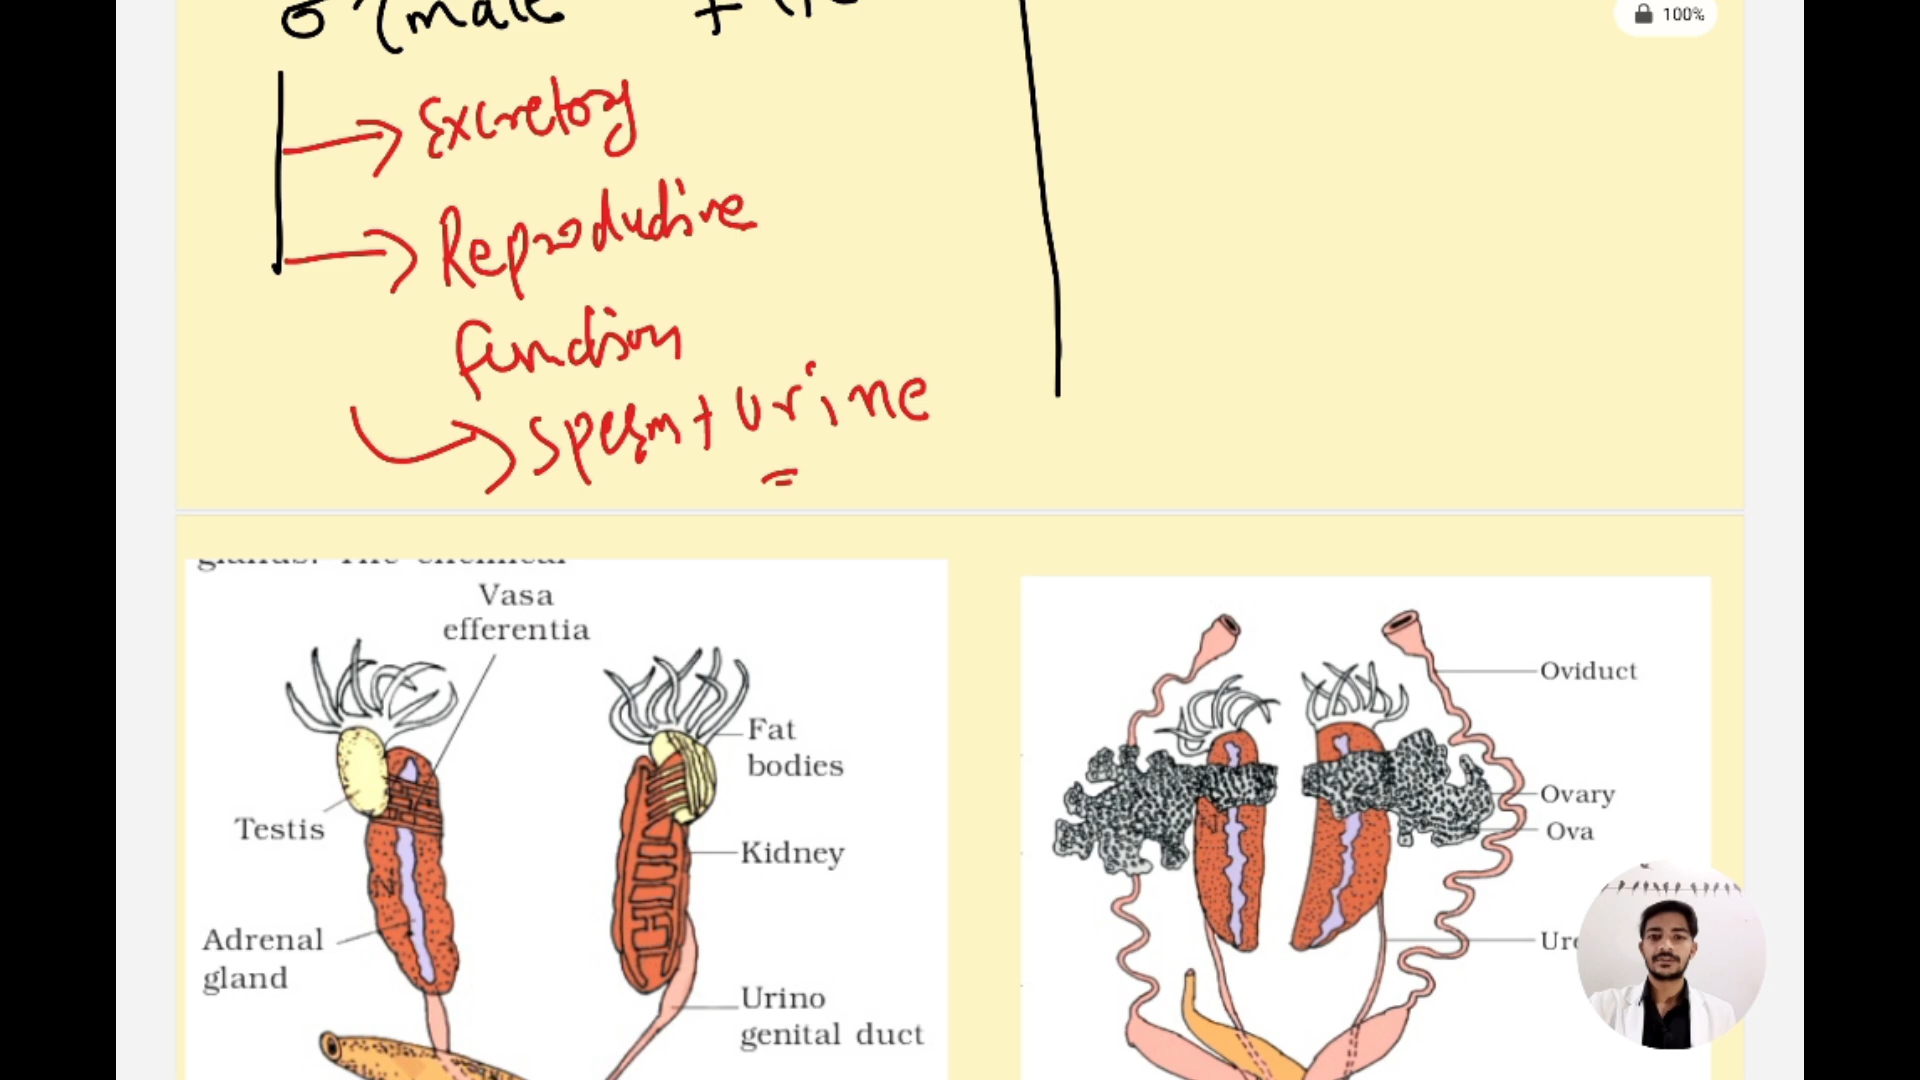 (male
100%
Excretory
Reproductive
function
Sperm + urine
Vasa
efferentia
Fat
bodies
Testis
Kidney
Adrenal
gland
Urino
genital duct
Oviduct
Ovary
Ova